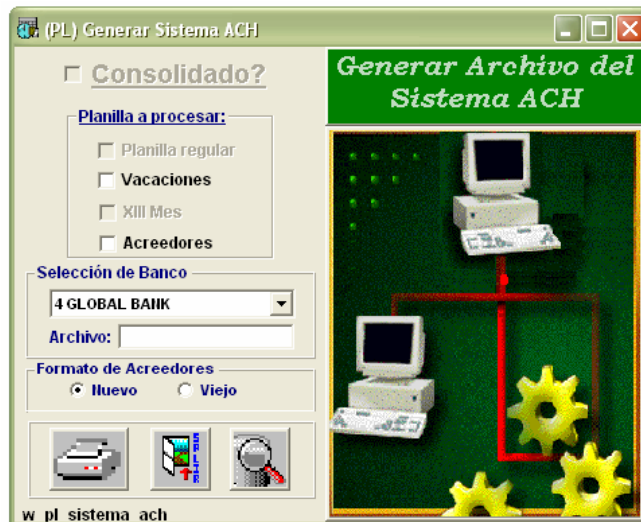 (PL) Generar Sistema ACH
Consolidado?
Planilla a procesar:
Planilla regular
Vacaciones
XIII Mes
Acreedores
Selección de Banco
4 GLOBAL BANK
Archivo:
Formato de Acreedores
Nuevo
Viejo
w_pl_sistema_ach
Generar Archivo del
Sistema ACH